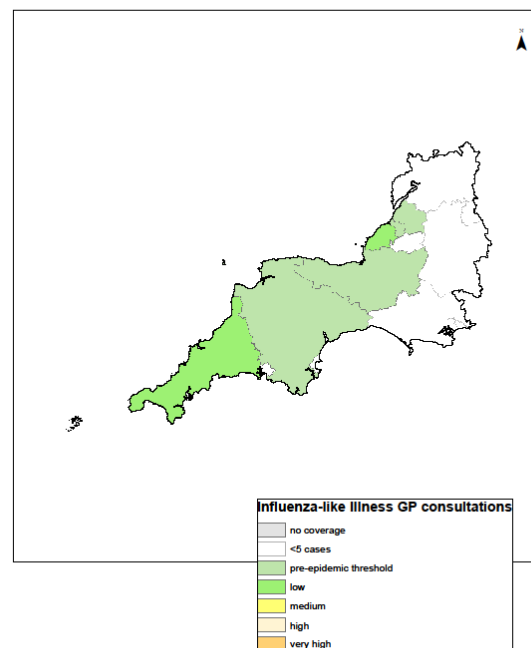 N
Influenza-like Illness GP consultations
no coverage
<5 cases
pre-epidemic threshold
low
medium
high
very high